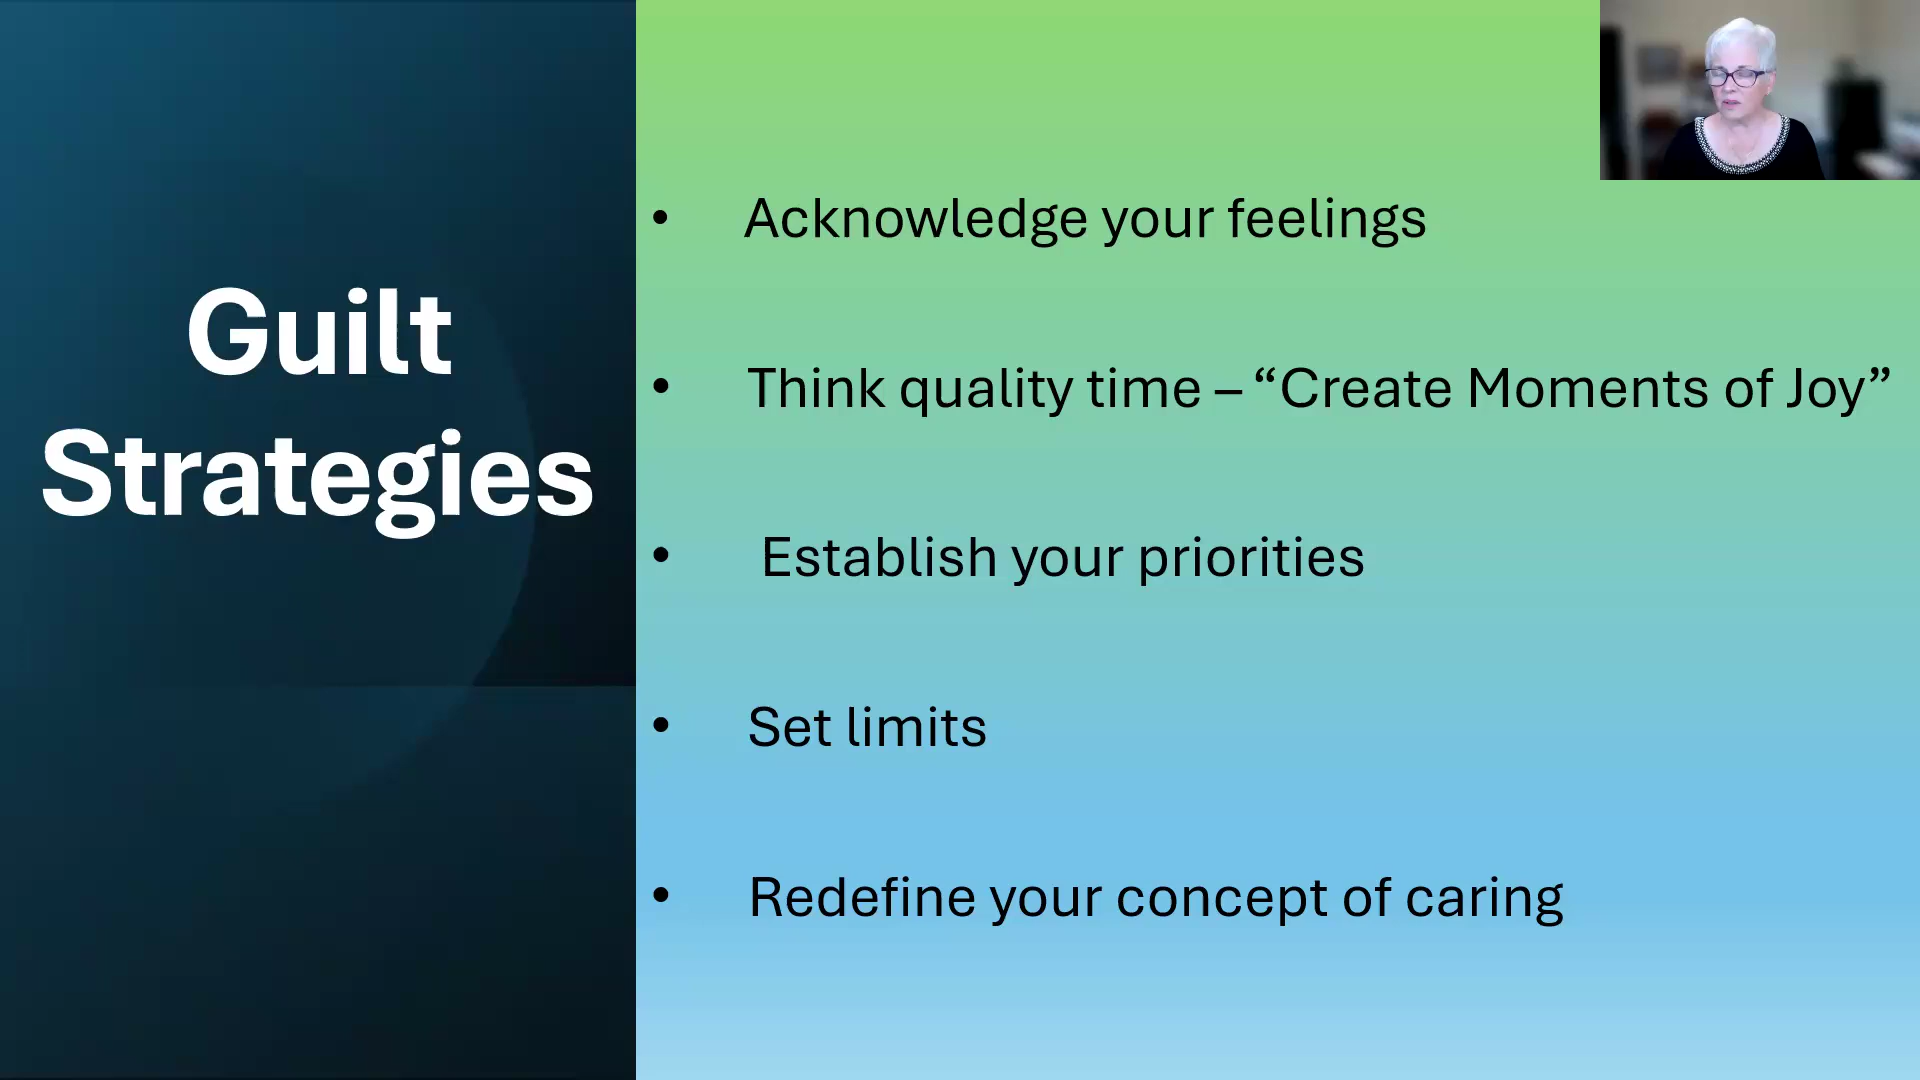 Guilt
Strategies
• Acknowledge your feelings
• Think quality time – “Create Moments of Joy”
• Establish your priorities
• Set limits
• Redefine your concept of caring